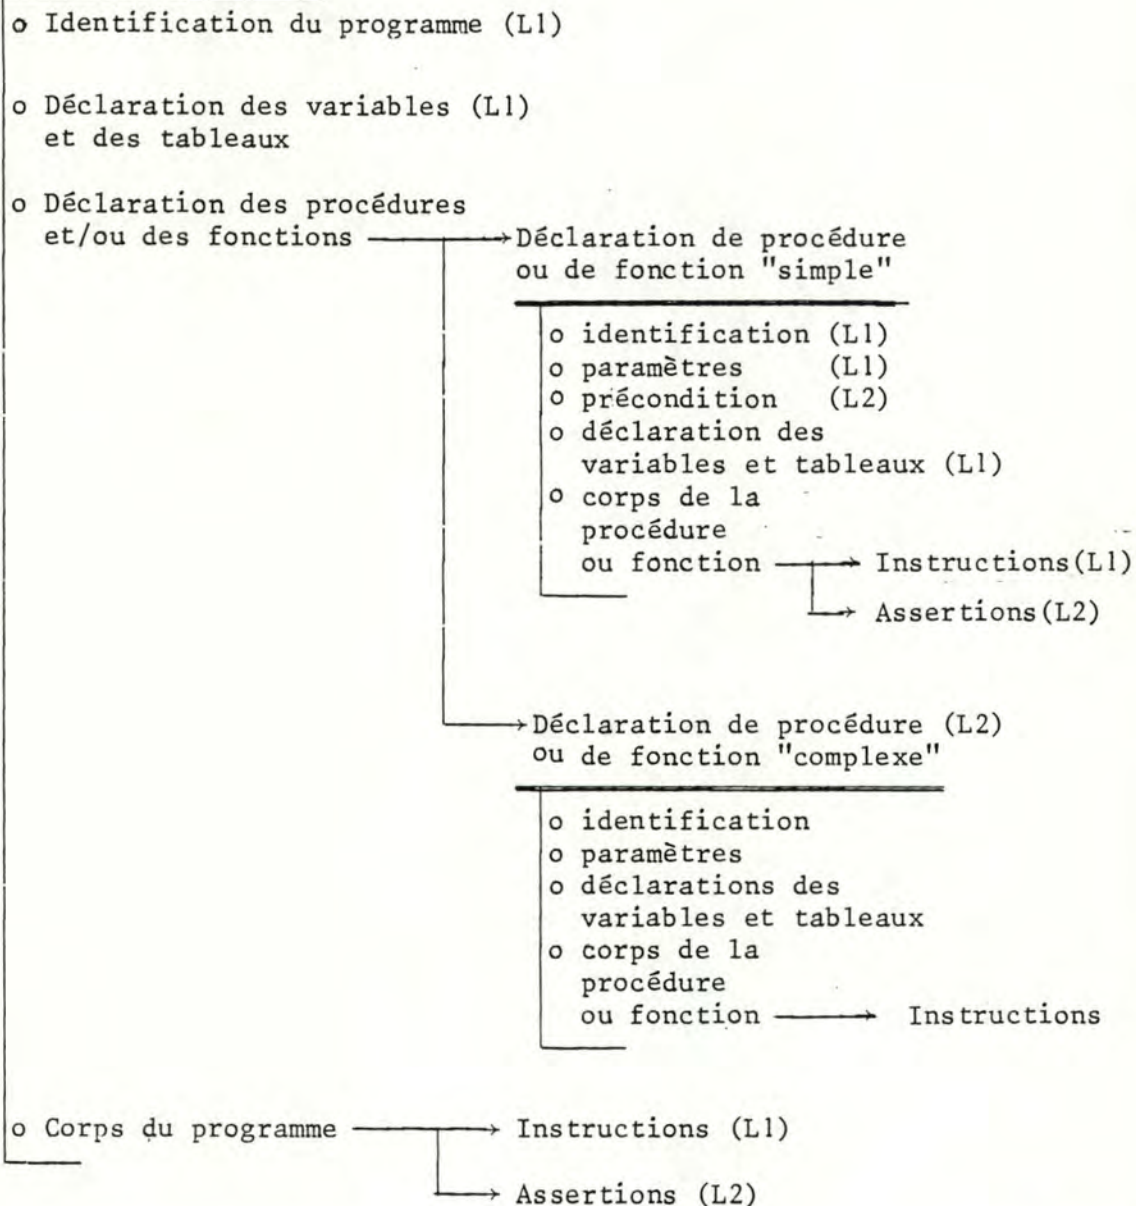 o Identification du programme (L1)
o Déclaration des variables (L1)
et des tableaux
o Déclaration des procédures
et/ou des fonctions
Déclaration de procédure
ou de fonction "simple"
o identification (L1)
o paramètres (L1)
o précondition (L2)
o déclaration des
variables et tableaux (L1)
o corps de la
procédure
ou fonction
Instructions(L1)
Assertions(L2)
Déclaration de procédure (L2)
ou de fonction "complexe"
o identification
o paramètres
o déclarations des
variables et tableaux
o corps de la
procédure
ou fonction
Instructions
o Corps du programme
Instructions (L1)
Assertions (L2)